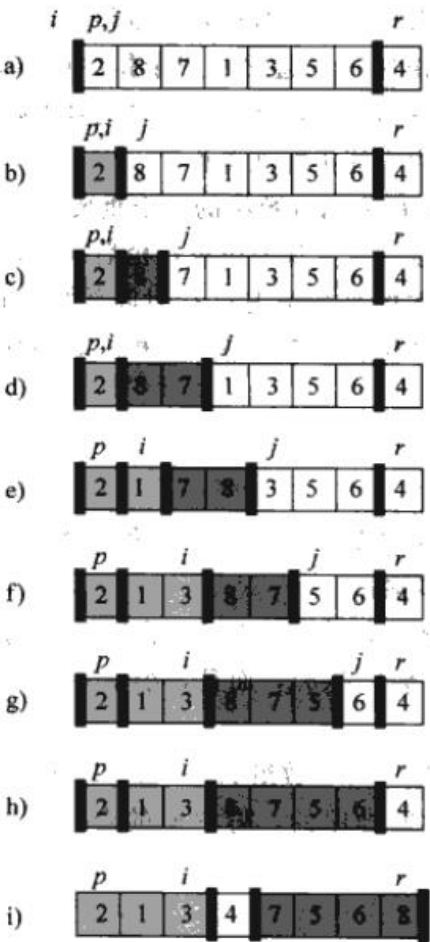 i p,j r
a) 2 8 7 1 3 5 6 4
p,i j r
b) 2 8 7 1 3 5 6 4
p,i j r
c) 2 8 7 1 3 5 6 4
p,i j r
d) 2 8 7 1 3 5 6 4
p i j r
e) 2 1 7 8 3 5 6 4
p i j r
f) 2 1 3 8 7 5 6 4
p i j r
g) 2 1 3 8 7 5 6 4
p i r
h) 2 1 3 8 7 5 6 4
p i r
i) 2 1 3 4 7 5 6 8